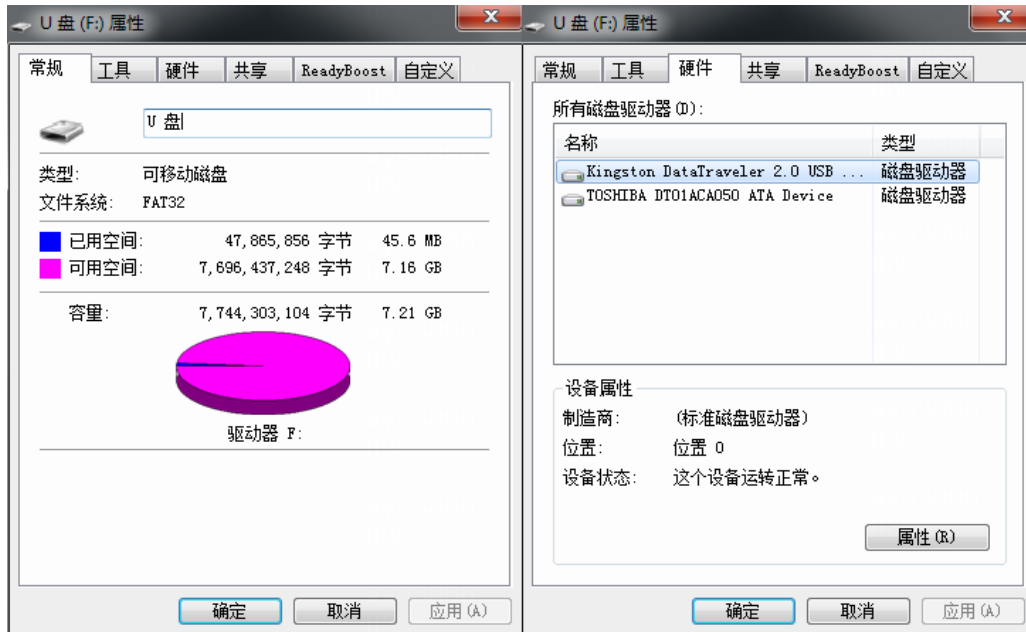 U 盘 (F:) 属性
常规 工具 硬件 共享 ReadyBoost 自定义
U 盘
类型: 可移动磁盘
文件系统: FAT32
已用空间: 47,865,856 字节 45.6 MB
可用空间: 7,696,437,248 字节 7.16 GB
容量: 7,744,303,104 字节 7.21 GB
驱动器 F:
确定 取消 应用(A)
U 盘 (F:) 属性
常规 工具 硬件 共享 ReadyBoost 自定义
所有磁盘驱动器(D):
名称 类型
Kingston DataTraveler 2.0 USB ... 磁盘驱动器
TOSHIBA DT01ACA050 ATA Device 磁盘驱动器
设备属性
制造商: (标准磁盘驱动器)
位置: 位置 0
设备状态: 这个设备运转正常。
属性(R)
确定 取消 应用(A)